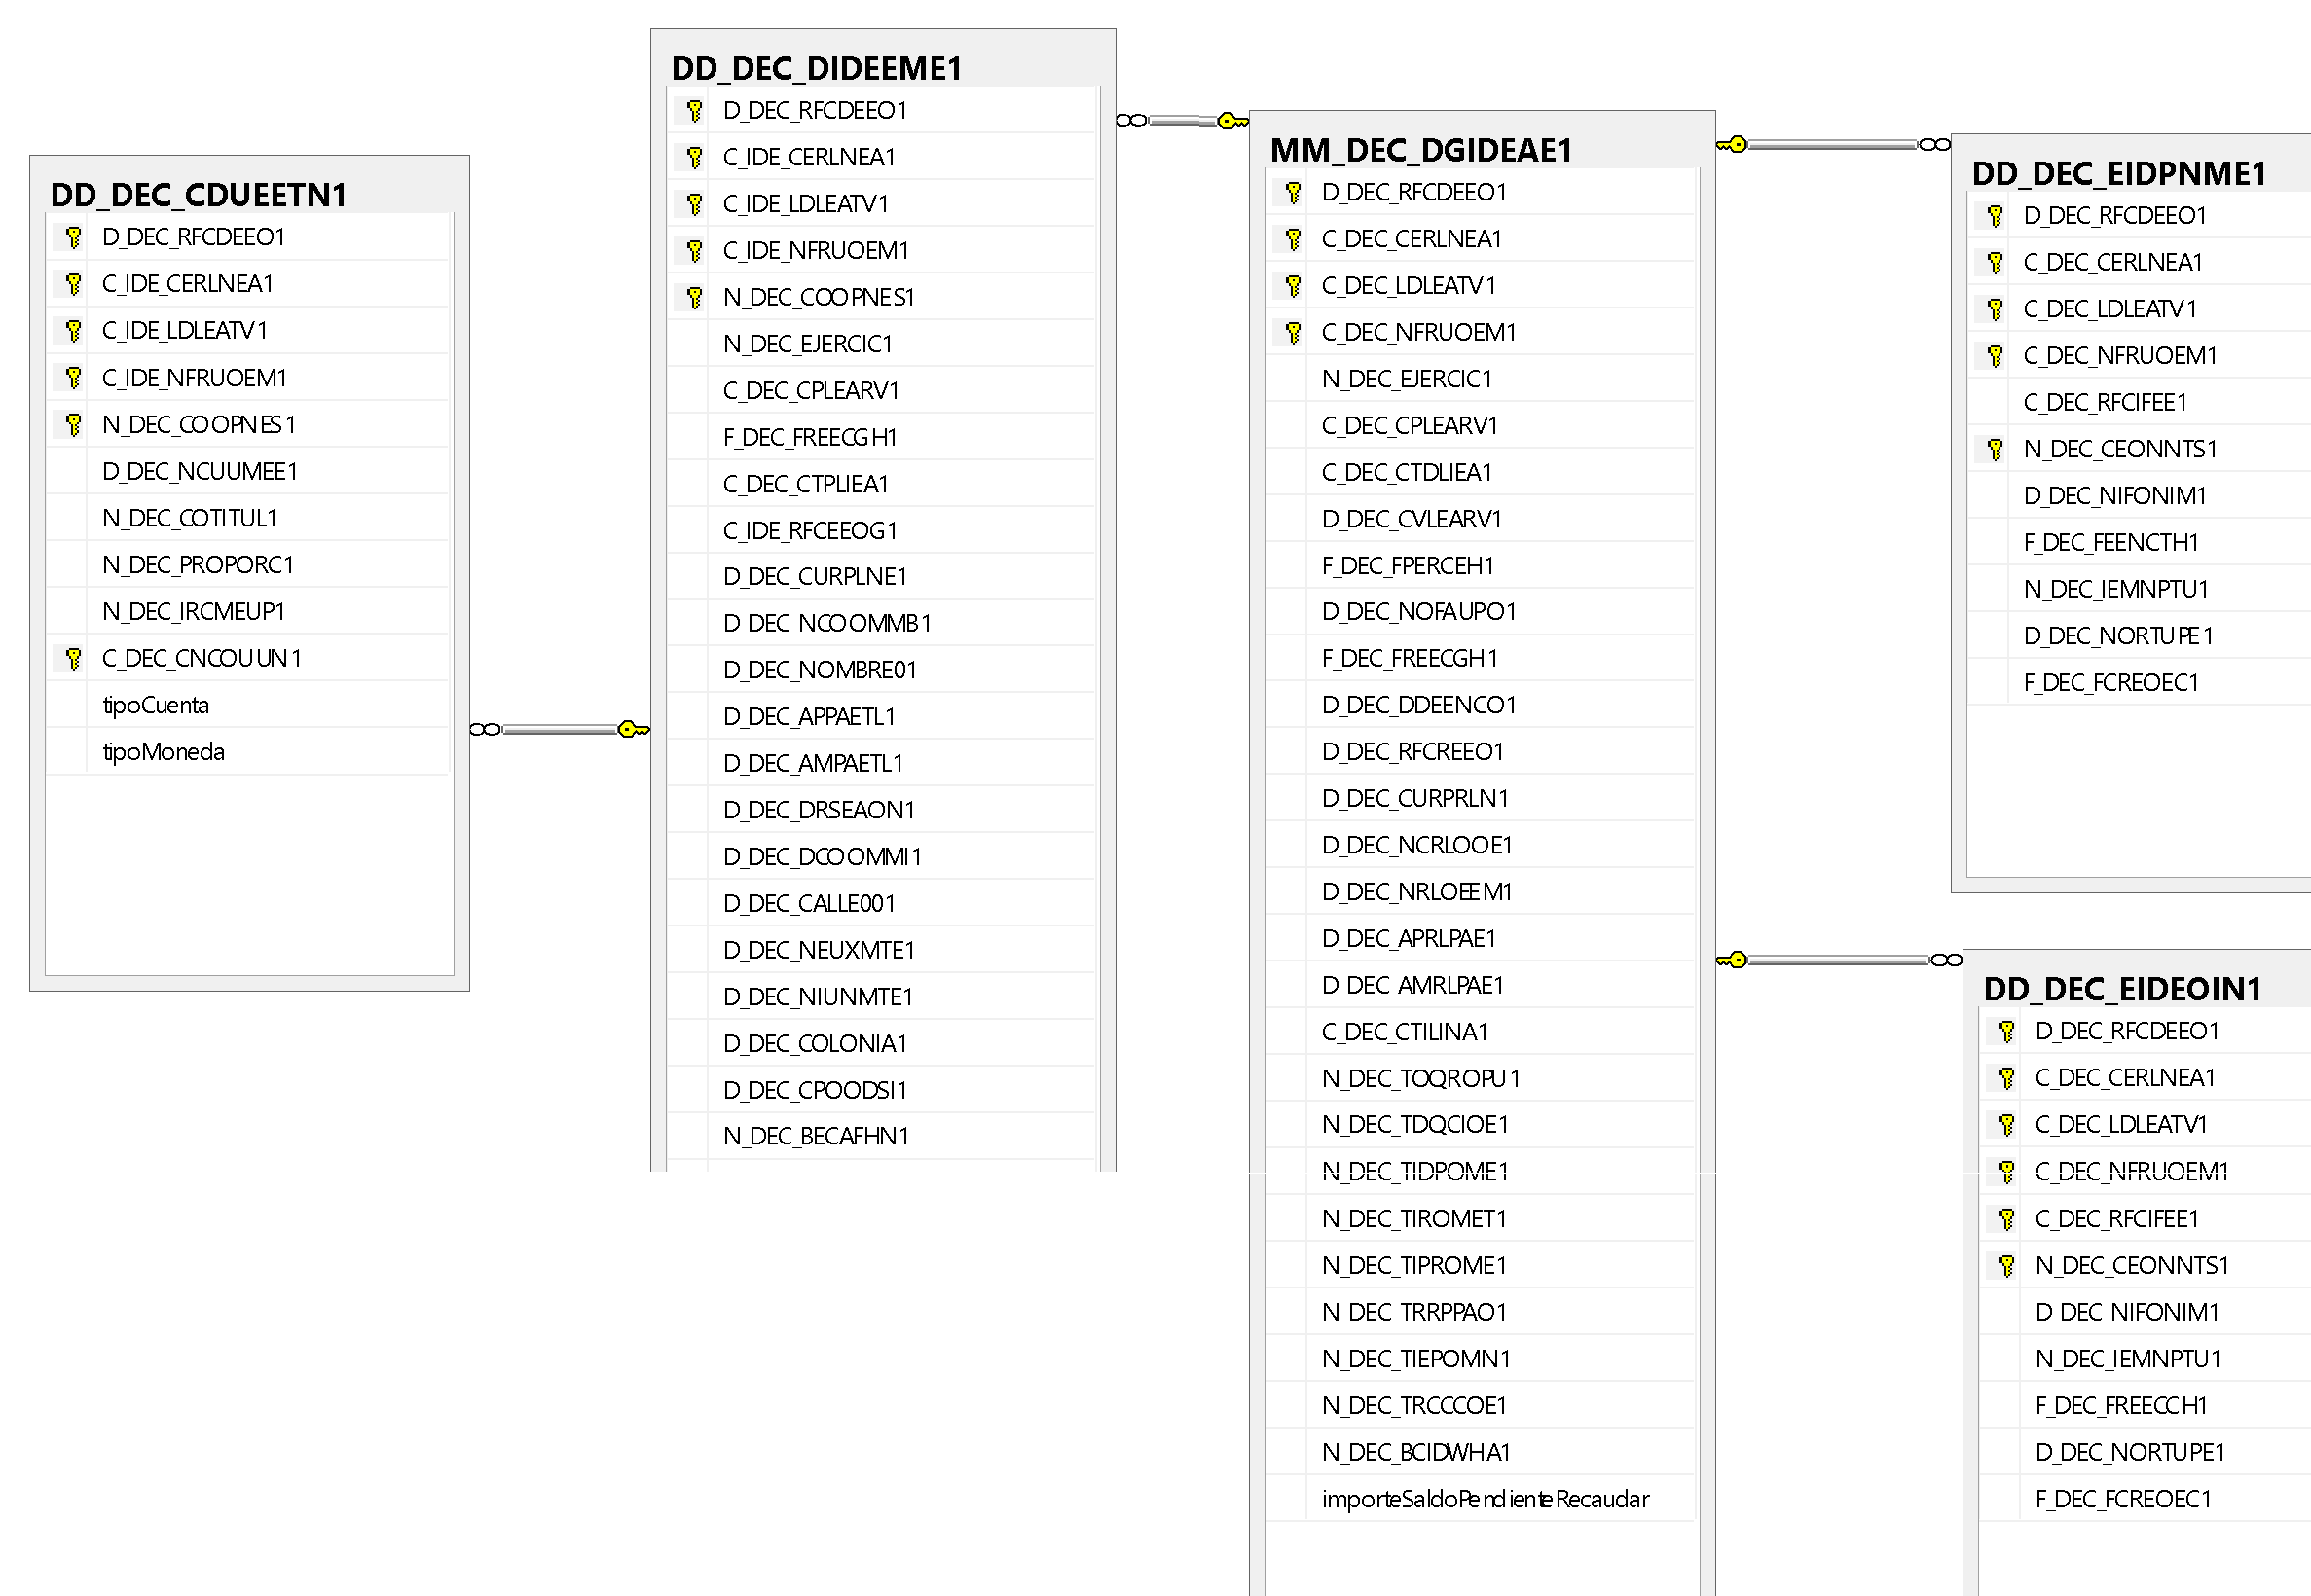 DD_DEC_CDUEETN1
D_DEC_RFCDEEO1
C_IDE_CERLNEA1
C_IDE_LDLEATV1
C_IDE_NFRUOEM1
N_DEC_COOPNES1
D_DEC_NCUUMEE1
N_DEC_COTITUL1
N_DEC_PROPORC1
N_DEC_IRCMEUP1
C_DEC_CNCOUUN1
tipoCuenta
tipoMoneda
DD_DEC_DIDEEME1
D_DEC_RFCDEEO1
C_IDE_CERLNEA1
C_IDE_LDLEATV1
C_IDE_NFRUOEM1
N_DEC_COOPNES1
N_DEC_EJERCIC1
C_DEC_CPLEARV1
F_DEC_FREECGH1
C_DEC_CTPLIEA1
C_IDE_RFCEEOG1
D_DEC_CURPLNE1
D_DEC_NCOOMMB1
D_DEC_NOMBRE01
D_DEC_APPAETL1
D_DEC_AMPAETL1
D_DEC_DRSEAON1
D_DEC_DCOOMMI1
D_DEC_CALLE001
D_DEC_NEUXMTE1
D_DEC_NIUNMTE1
D_DEC_COLONIA1
D_DEC_CPOODSI1
N_DEC_BECAFHN1
MM_DEC_DGIDEAE1
D_DEC_RFCDEEO1
C_DEC_CERLNEA1
C_DEC_LDLEATV1
C_DEC_NFRUOEM1
N_DEC_EJERCIC1
C_DEC_CPLEARV1
C_DEC_CTDLIEA1
D_DEC_CVLEARV1
F_DEC_FPERCEH1
D_DEC_NOFAUPO1
F_DEC_FREECGH1
D_DEC_DDEENCO1
D_DEC_RFCREEO1
D_DEC_CURPRLN1
D_DEC_NCRLOOE1
D_DEC_NRLOEEM1
D_DEC_APRLPAE1
D_DEC_AMRLPAE1
C_DEC_CTILINA1
N_DEC_TOQROPU1
N_DEC_TDQCIOE1
N_DEC_TIDPOME1
N_DEC_TIROMET1
N_DEC_TIPROME1
N_DEC_TRRPPAO1
N_DEC_TIEPOMN1
N_DEC_TRCCCOE1
N_DEC_BCIDWHA1
importeSaldoPendienteRecaudar
DD_DEC_EIDPNME1
D_DEC_RFCDEEO1
C_DEC_CERLNEA1
C_DEC_LDLEATV1
C_DEC_NFRUOEM1
C_DEC_RFCIFEE1
N_DEC_CEONNTS1
D_DEC_NIFONIM1
F_DEC_FEENCTH1
N_DEC_IEMNPTU1
D_DEC_NORTUPE1
F_DEC_FCREOEC1
DD_DEC_EIDEOIN1
D_DEC_RFCDEEO1
C_DEC_CERLNEA1
C_DEC_LDLEATV1
C_DEC_NFRUOEM1
C_DEC_RFCIFEE1
N_DEC_CEONNTS1
D_DEC_NIFONIM1
N_DEC_IEMNPTU1
F_DEC_FREECCH1
D_DEC_NORTUPE1
F_DEC_FCREOEC1